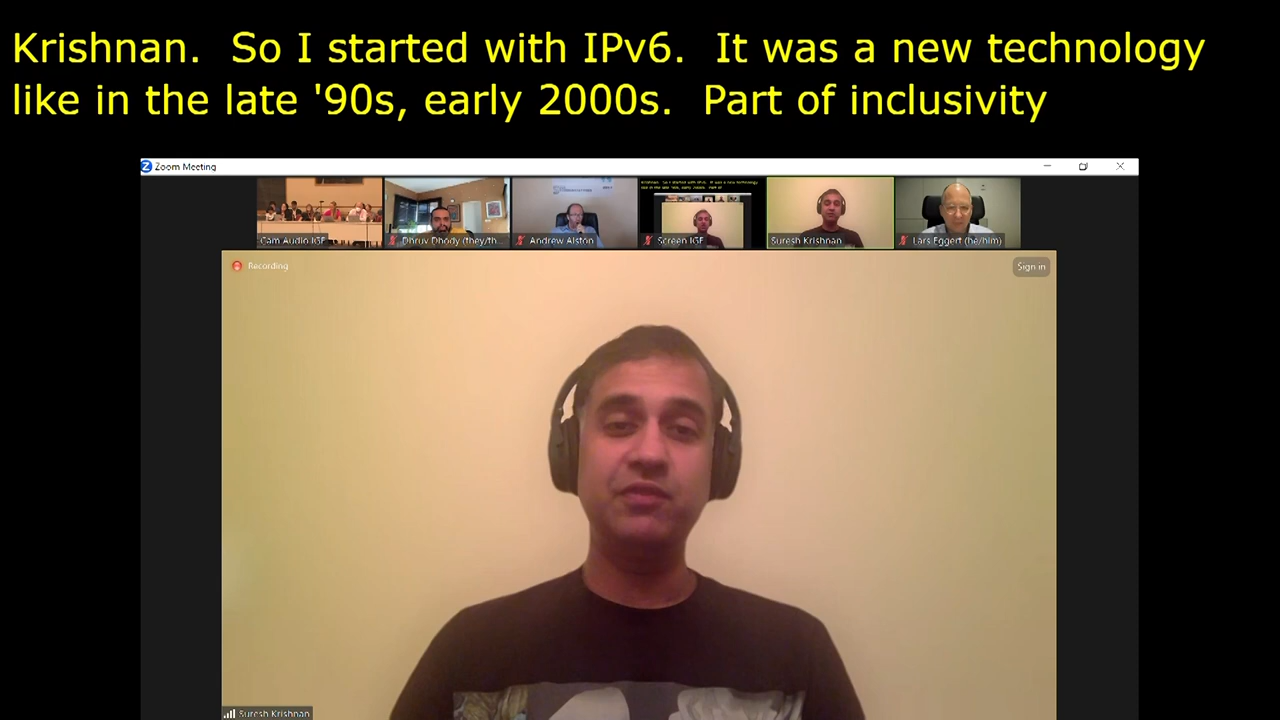 Krishnan.  So I started with IPv6.  It was a new technology
like in the late '90s, early 2000s.  Part of inclusivity
Zoom Meeting
Cam Audio IGF
Dhruv Dhody (they/th...
Andrew Alston
Screen IGF
Suresh Krishnan
Lars Eggert (he/him)
Recording
Sign in
Suresh Krishnan